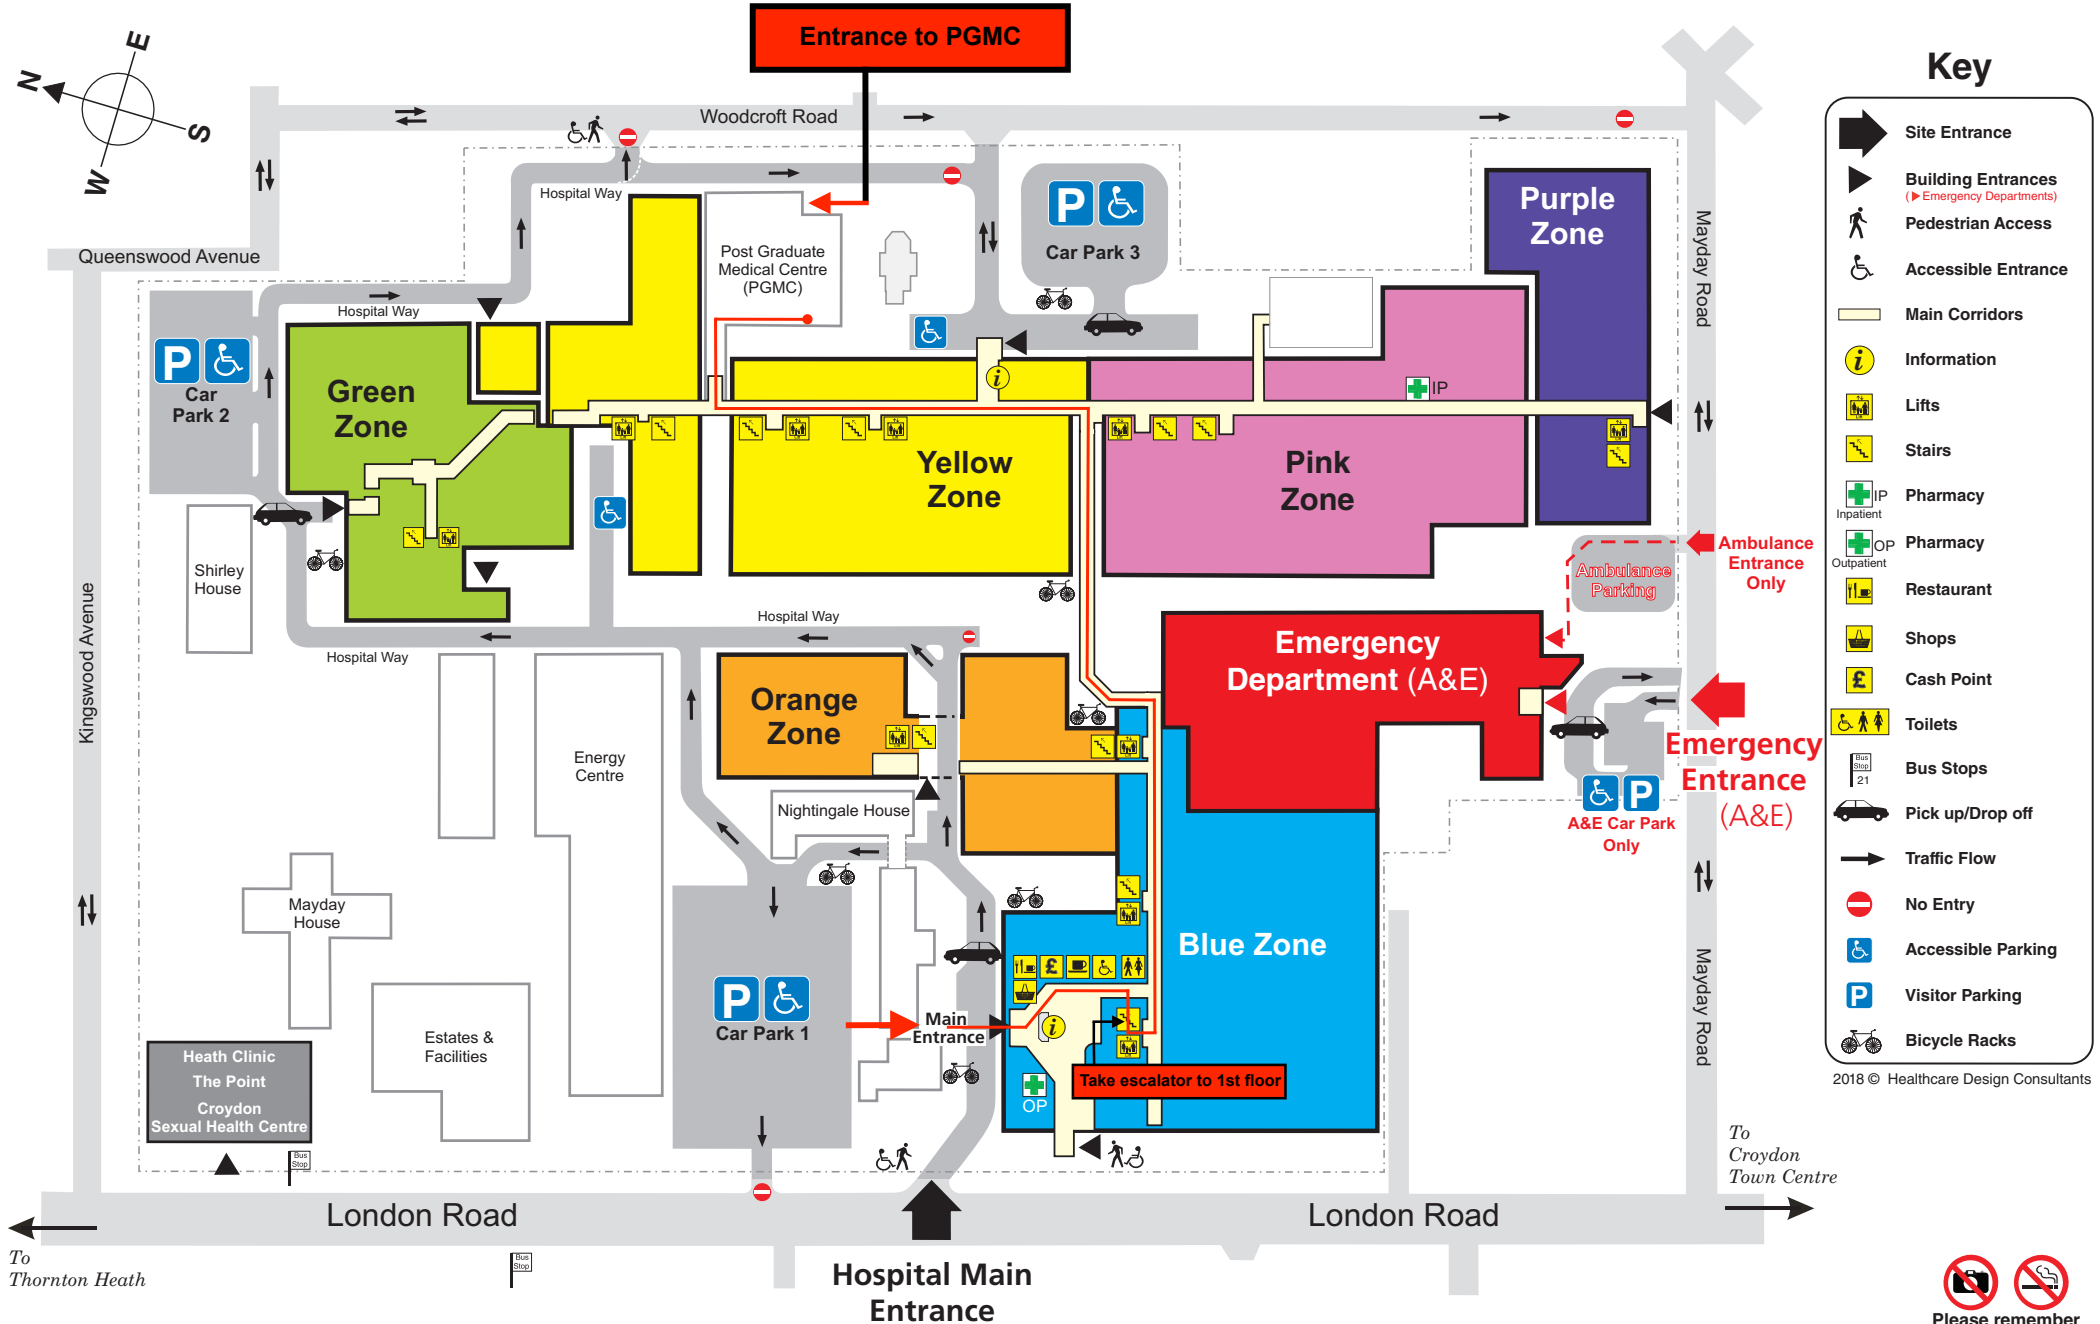 Entrance to PGMC
N
E
S
W
Woodcroft Road
Hospital Way
Queenswood Avenue
Hospital Way
Post Graduate
Medical Centre
(PGMC)
P
Car Park 3
Purple
Zone
Mayday Road
P
Car
Park 2
Green
Zone
i
IP
Yellow
Zone
Pink
Zone
Shirley
House
Kingswood Avenue
Ambulance
Parking
Ambulance
Entrance
Only
Hospital Way
Hospital Way
Emergency
Department (A&E)
Orange
Zone
Emergency
Entrance
(A&E)
Energy
Centre
P
A&E Car Park
Only
Nightingale House
Mayday
House
Blue Zone
£
P
Car Park 1
Main
Entrance
i
Estates &
Facilities
Take escalator to 1st floor
OP
Mayday Road
Heath Clinic
The Point
Croydon
Sexual Health Centre
Bus
Stop
London Road
London Road
To
Croydon
Town Centre
To
Thornton Heath
Bus
Stop
Hospital Main
Entrance
Key
Site Entrance
Building Entrances
(Emergency Departments)
Pedestrian Access
Accessible Entrance
Main Corridors
i Information
Lifts
Stairs
IP Pharmacy
Inpatient
OP Pharmacy
Outpatient
Restaurant
Shops
£ Cash Point
Toilets
Bus
Stop
21
Bus Stops
Pick up/Drop off
Traffic Flow
No Entry
Accessible Parking
P Visitor Parking
Bicycle Racks
2018 © Healthcare Design Consultants
Please remember